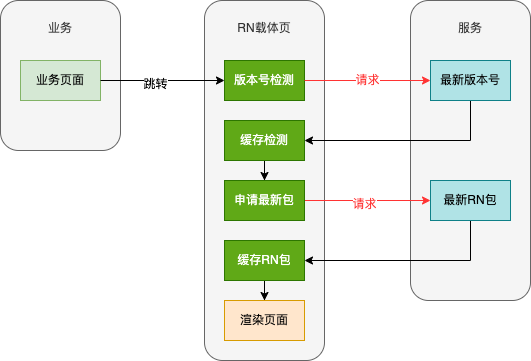 业务
RN载体页
服务
业务页面
跳转
版本号检测
请求
最新版本号
缓存检测
申请最新包
请求
最新RN包
缓存RN包
渲染页面